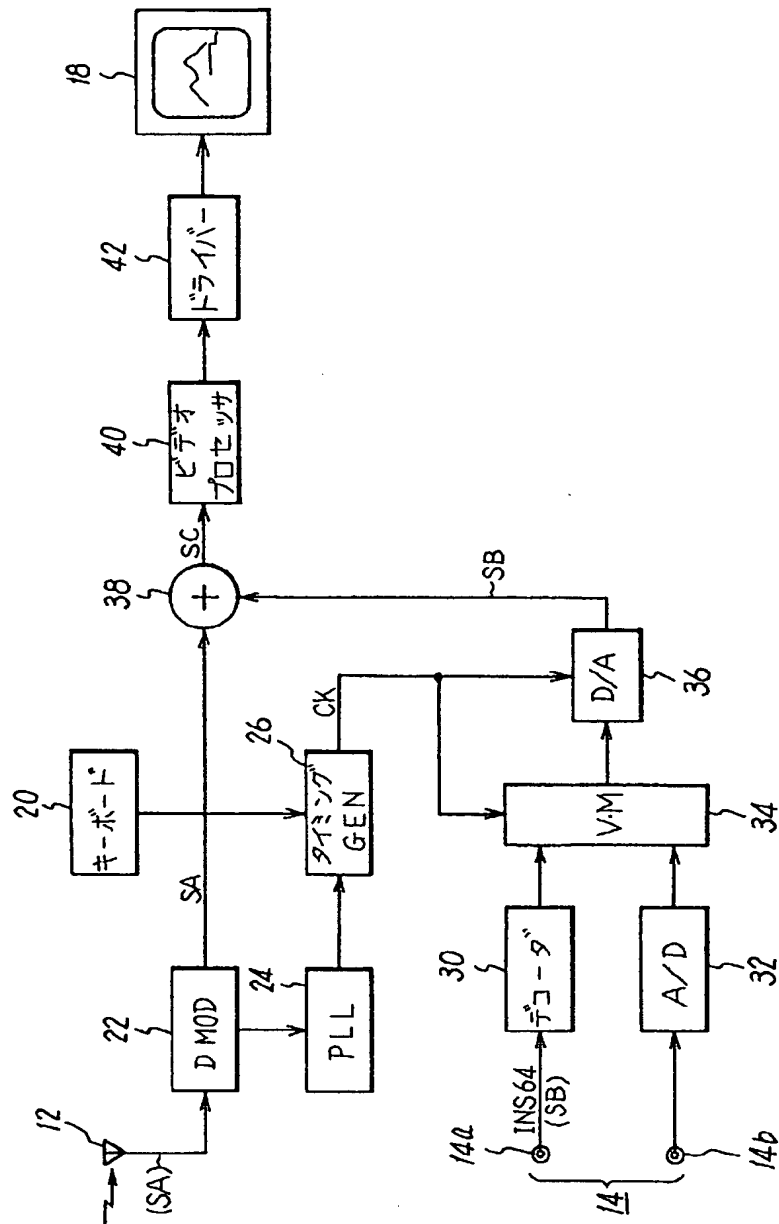 12
(SA)
22
D MOD
SA
20
キーボード
24
PLL
26
タイミング
GEN
CK
38
+
SC
40
ビデオ
プロセッサ
42
ドライバー
18
SB
14a
INS64
(SB)
14
14b
30
デコーダ
A/D
32
V·M
34
D/A
36